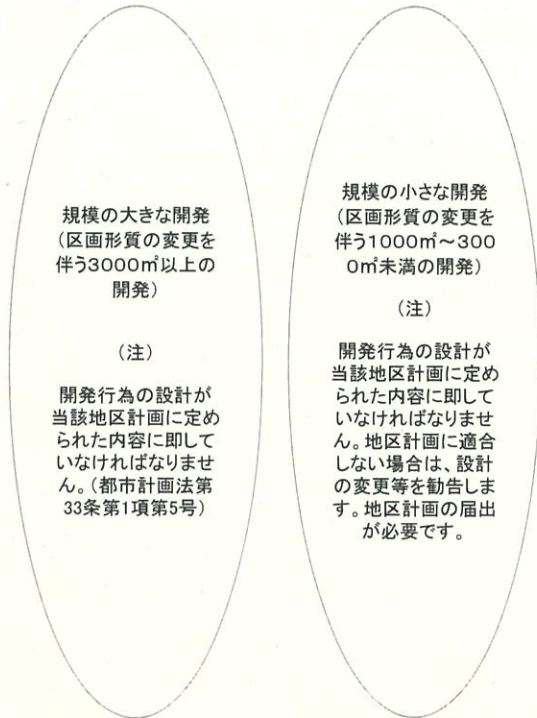 規模の大きな開発
（区画形質の変更を
伴う3000㎡以上の
開発）
（注）
開発行為の設計が
当該地区計画に定め
られた内容に即して
いなければなりませ
ん。（都市計画法第
33条第1項第5号）
規模の小さな開発
（区画形質の変更を
伴う1000㎡～300
0㎡未満の開発）
（注）
開発行為の設計が
当該地区計画に定め
られた内容に即して
いなければなりませ
ん。地区計画に適合
しない場合は、設計
の変更等を勧告しま
す。地区計画の届出
が必要です。